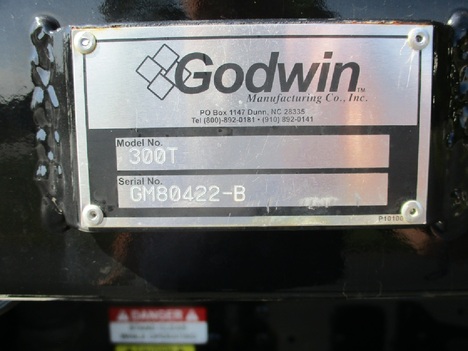 Godwin™
Manufacturing Co., Inc.
PO Box 1147 Dunn, NC 28335
Tel (800)-892-0181 • (910) 892-0141
Model No.
300T
Serial No.
GM80422-B
DANGER